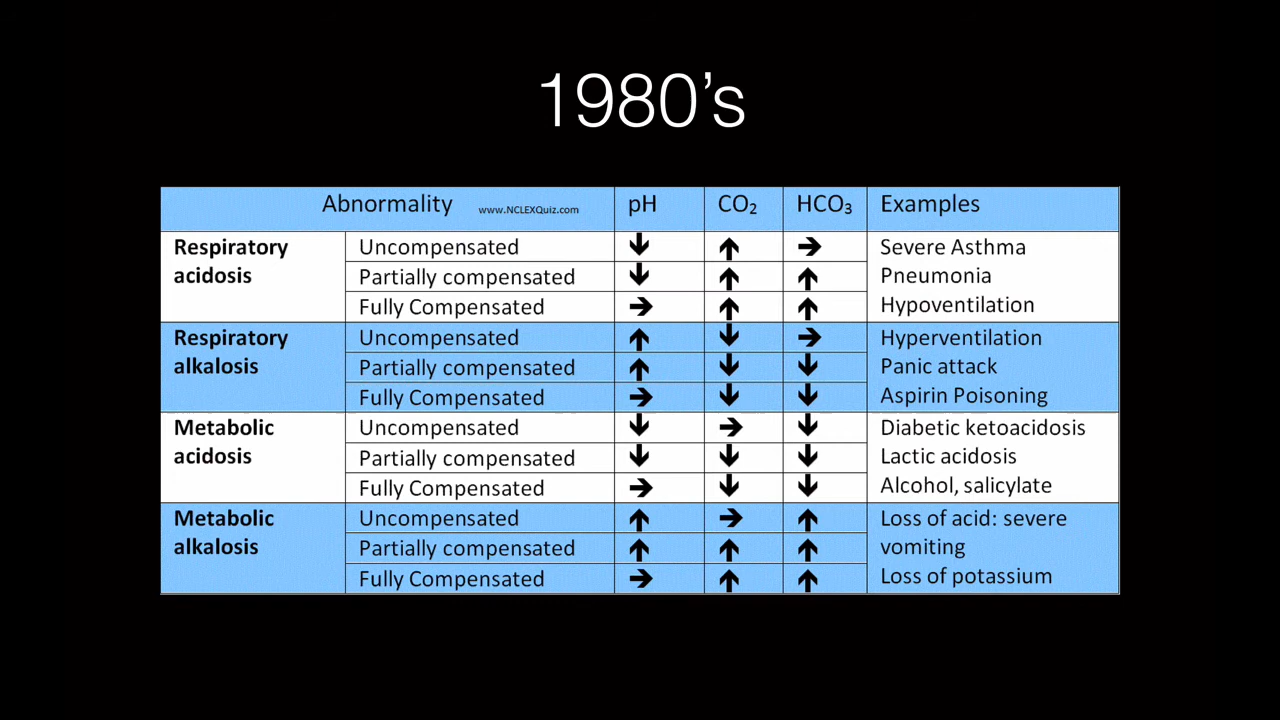 1980’s
Abnormality www.NCLEXQuiz.com pH CO₂ HCO₃ Examples
Respiratory acidosis
Uncompensated ↓ ↑ →
Partially compensated ↓ ↑ ↑
Fully Compensated → ↑ ↑
Severe Asthma
Pneumonia
Hypoventilation
Respiratory alkalosis
Uncompensated ↑ ↓ →
Partially compensated ↑ ↓ ↓
Fully Compensated → ↓ ↓
Hyperventilation
Panic attack
Aspirin Poisoning
Metabolic acidosis
Uncompensated ↓ → ↓
Partially compensated ↓ ↓ ↓
Fully Compensated → ↓ ↓
Diabetic ketoacidosis
Lactic acidosis
Alcohol, salicylate
Metabolic alkalosis
Uncompensated ↑ → ↑
Partially compensated ↑ ↑ ↑
Fully Compensated → ↑ ↑
Loss of acid: severe
vomiting
Loss of potassium